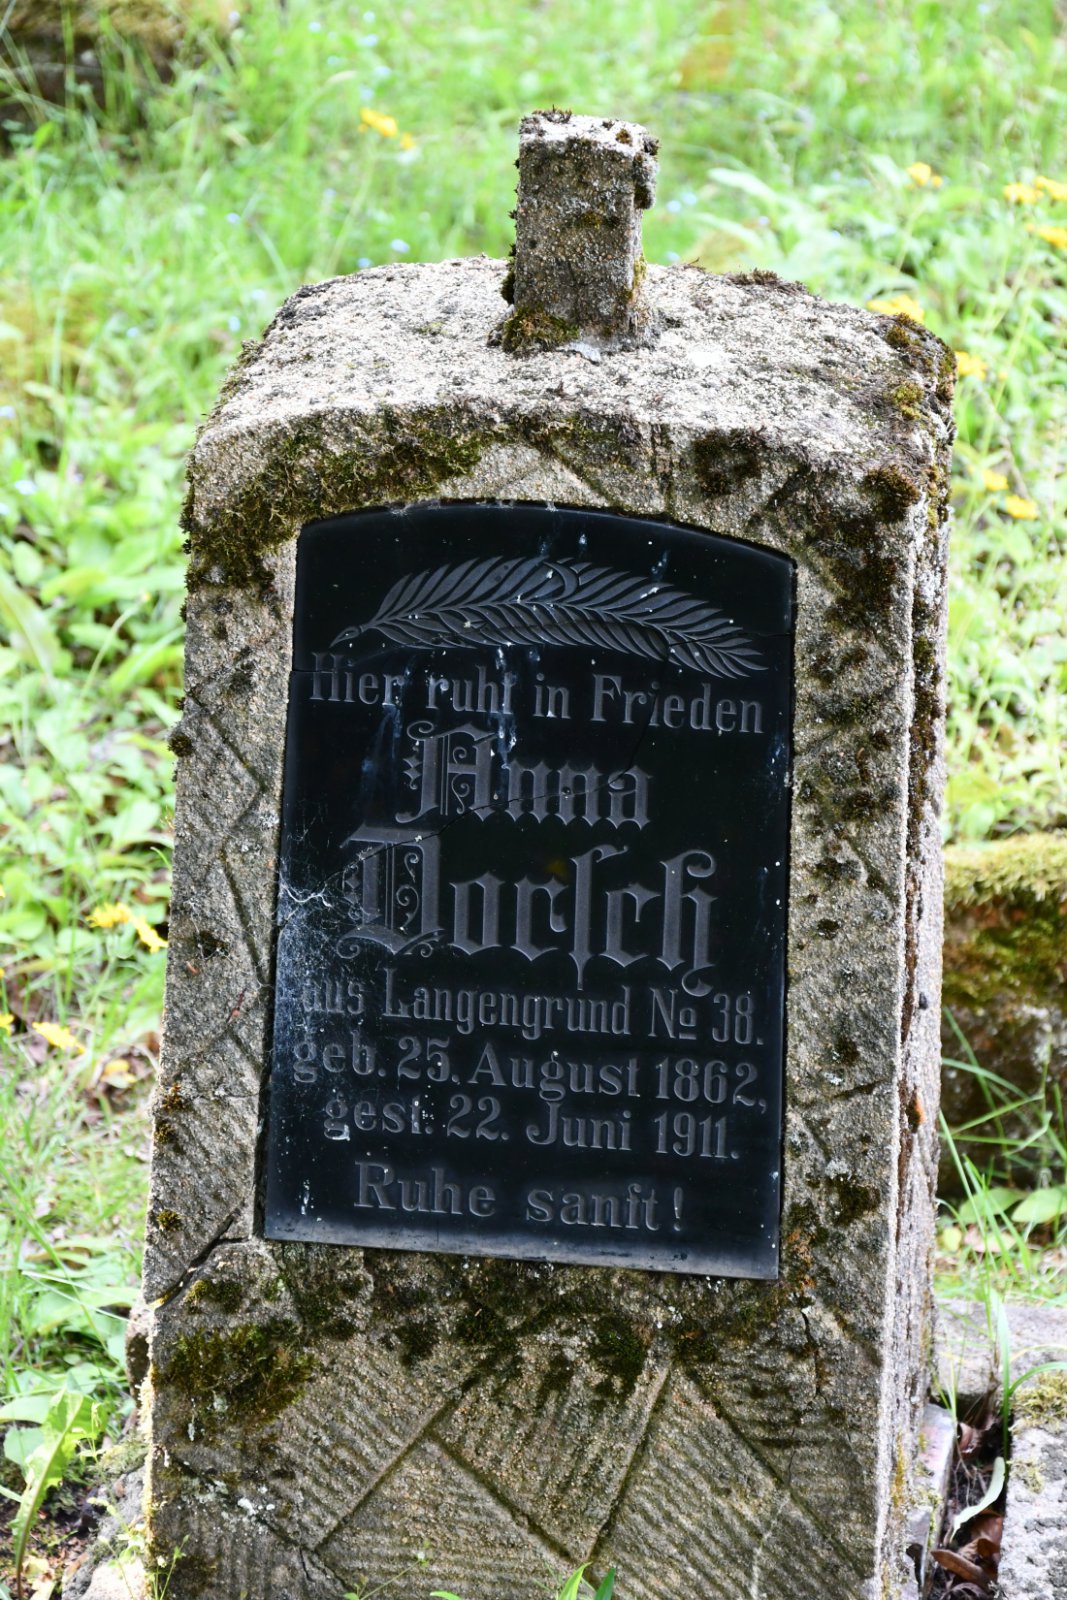 Hier ruht in Frieden
Anna
Dorſch
aus Langengrund No 38.
geb. 25. August 1862,
gest. 22. Juni 1911.
Ruhe sanft!